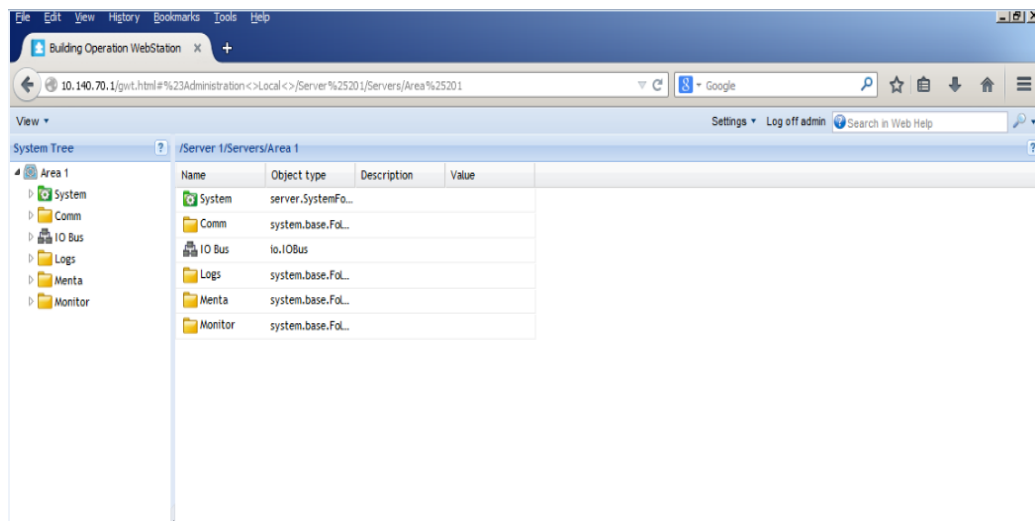 File Edit View History Bookmarks Tools Help
Building Operation WebStation X +
10.140.70.1/gwt.html#%23Administration<>Local<>/Server%25201/Servers/Area%25201
8 Google
View
Settings Log off admin Search in Web Help
System Tree ? /Server 1/Servers/Area 1 ?
Area 1
System
Comm
IO Bus
Logs
Menta
Monitor
Name Object type Description Value
System server.SystemFo...
Comm system.base.Fol...
IO Bus io.IOBus
Logs system.base.Fol...
Menta system.base.Fol...
Monitor system.base.Fol...